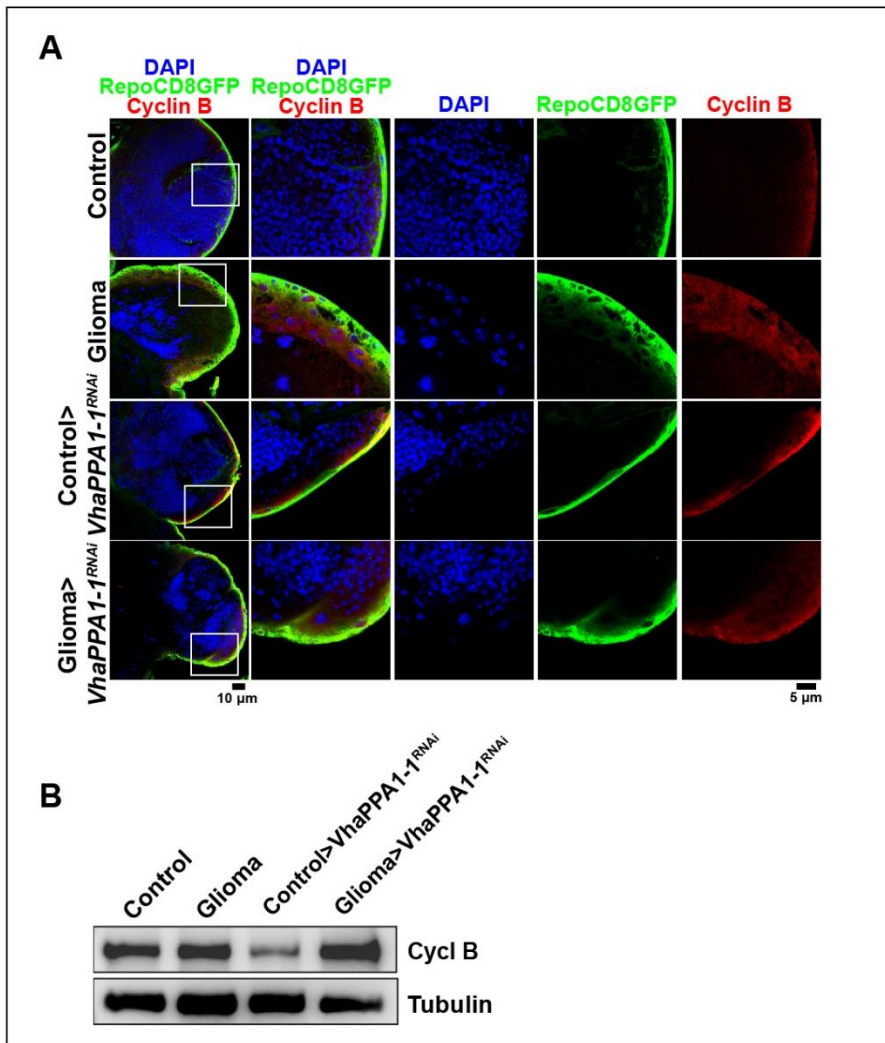 A
DAPI
RepoCD8GFP
Cyclin B
DAPI
RepoCD8GFP
Cyclin B
DAPI
RepoCD8GFP
Cyclin B
Control
Glioma
Control>
VhaPPA1-1RNAi
Glioma>
VhaPPA1-1RNAi
10 µm
5 µm
B
Control
Glioma
Control>VhaPPA1-1RNAi
Glioma>VhaPPA1-1RNAi
Cycl B
Tubulin